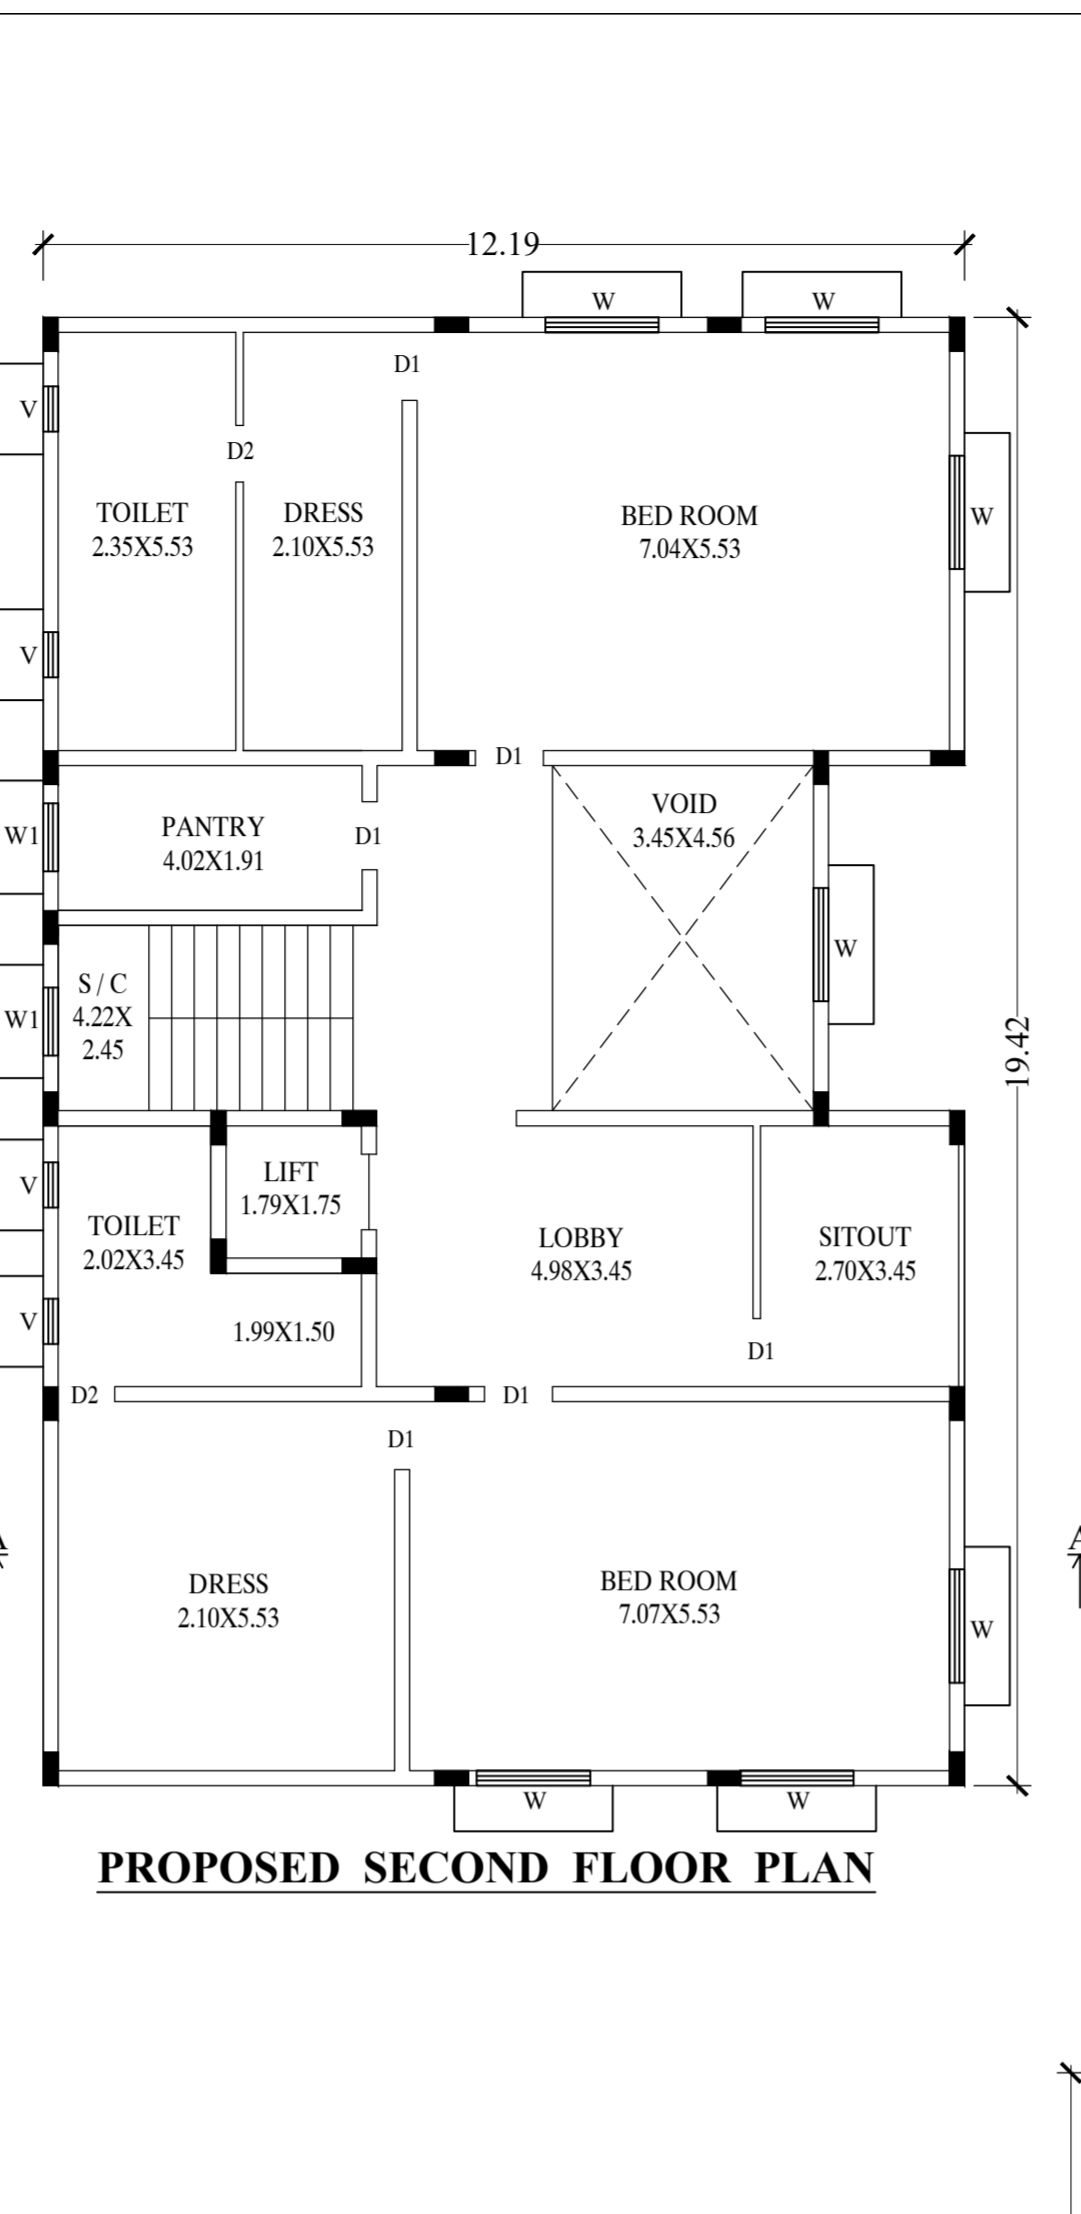 12.19
W
W
D1
V
D2
TOILET
2.35X5.53
DRESS
2.10X5.53
BED ROOM
7.04X5.53
W
V
D1
VOID
3.45X4.56
PANTRY
4.02X1.91
D1
W1
W
S / C
4.22X
2.45
W1
19.42
LIFT
1.79X1.75
V
TOILET
2.02X3.45
LOBBY
4.98X3.45
SITOUT
2.70X3.45
V
1.99X1.50
D1
D2
D1
D1
A
A
DRESS
2.10X5.53
BED ROOM
7.07X5.53
W
W
W
PROPOSED SECOND FLOOR PLAN